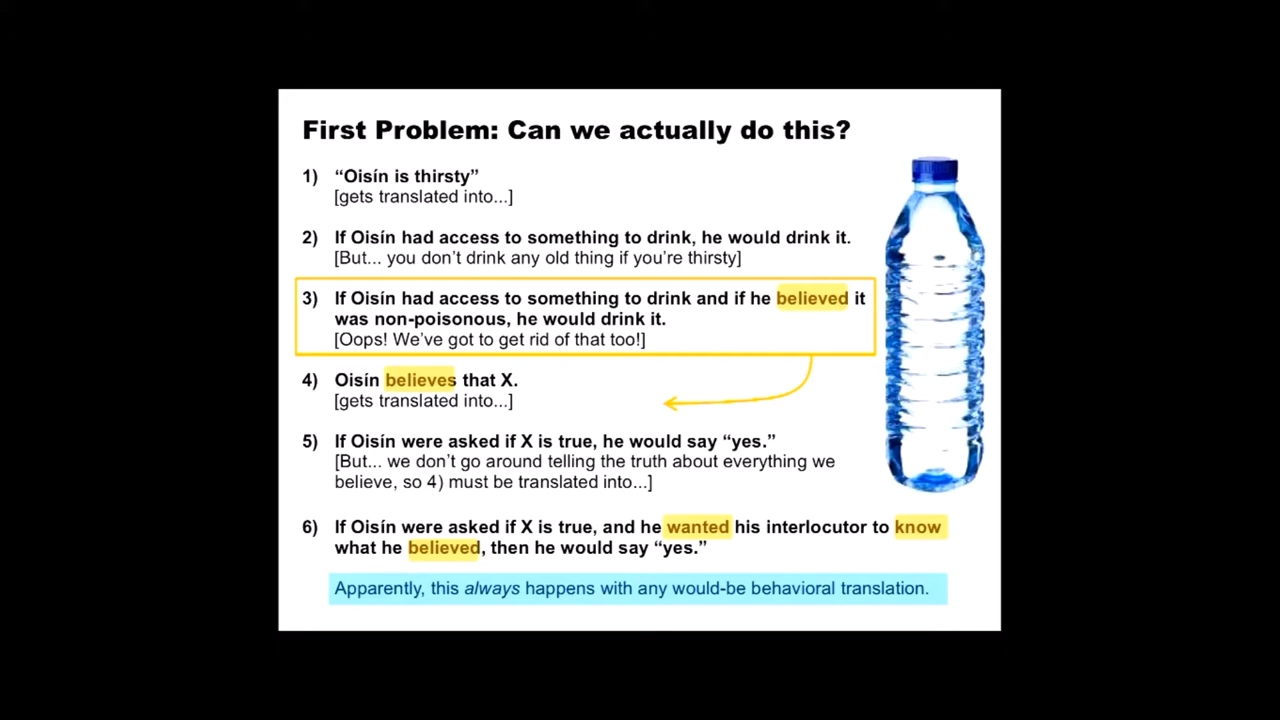 First Problem: Can we actually do this?
1) “Oisín is thirsty”
[gets translated into...]
2) If Oisín had access to something to drink, he would drink it.
[But... you don’t drink any old thing if you’re thirsty]
3) If Oisín had access to something to drink and if he believed it
was non-poisonous, he would drink it.
[Oops! We’ve got to get rid of that too!]
4) Oisín believes that X.
[gets translated into...]
5) If Oisín were asked if X is true, he would say “yes.”
[But... we don’t go around telling the truth about everything we
believe, so 4) must be translated into...]
6) If Oisín were asked if X is true, and he wanted his interlocutor to know
what he believed, then he would say “yes.”
Apparently, this always happens with any would-be behavioral translation.